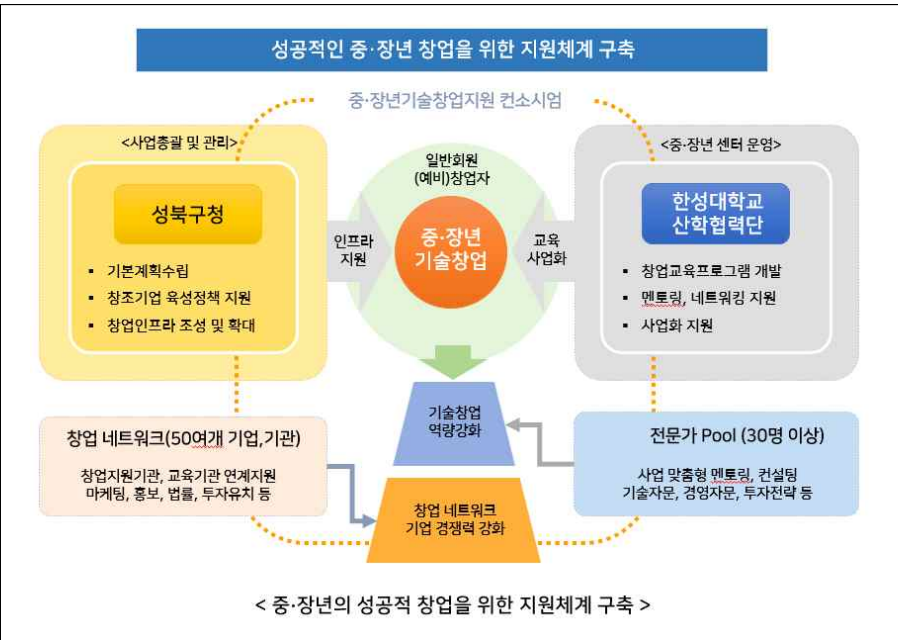 성공적인 중·장년 창업을 위한 지원체계 구축
중·장년기술창업지원 컨소시엄
<사업총괄 및 관리>
성북구청
▪ 기본계획수립
▪ 창조기업 육성정책 지원
▪ 창업인프라 조성 및 확대
인프라
지원
일반회원
(예비)창업자
중·장년
기술창업
교육
사업화
<중·장년 센터 운영>
한성대학교
산학협력단
▪ 창업교육프로그램 개발
▪ 멘토링, 네트워킹 지원
▪ 사업화 지원
창업 네트워크(50여개 기업,기관)
창업지원기관, 교육기관 연계지원
마케팅, 홍보, 법률, 투자유치 등
기술창업
역량강화
창업 네트워크
기업 경쟁력 강화
전문가 Pool (30명 이상)
사업 맞춤형 멘토링, 컨설팅
기술자문, 경영자문, 투자전략 등
< 중·장년의 성공적 창업을 위한 지원체계 구축 >